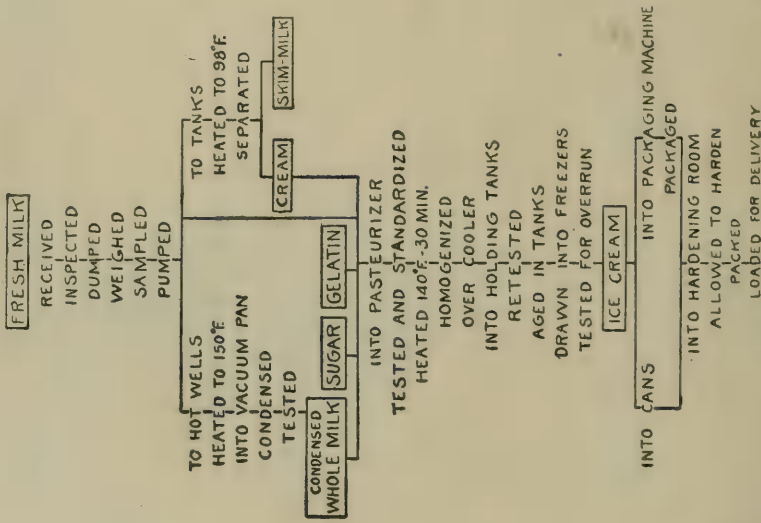 FRESH MILK
RECEIVED
INSPECTED
DUMPED
WEIGHED
SAMPLED
PUMPED
TO HOT WELLS
HEATED TO 150°F.
INTO VACUUM PAN
CONDENSED
TESTED
CONDENSED
WHOLE MILK
SUGAR
GELATIN
TO TANKS
HEATED TO 98°F.
SEPARATED
CREAM
SKIM-MILK
INTO PASTEURIZER
TESTED AND STANDARDIZED
HEATED 140°F.-30 MIN.
HOMOGENIZED
OVER COOLER
INTO HOLDING TANKS
RETESTED
AGED IN TANKS
DRAWN INTO FREEZERS
TESTED FOR OVERRUN
ICE CREAM
INTO CANS
INTO PACKAGING MACHINE
PACKAGED
INTO HARDENING ROOM
ALLOWED TO HARDEN
PACKED
LOADED FOR DELIVERY